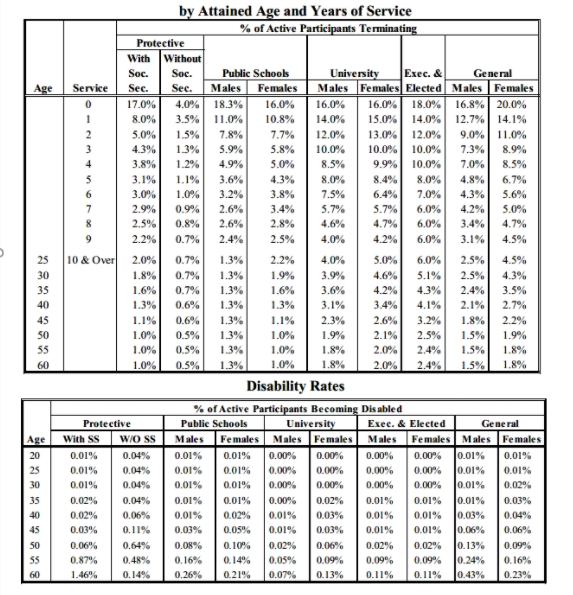 by Attained Age and Years of Service
% of Active Participants Terminating
Protective
With Without
Soc. Soc. Public Schools University Exec. & General
Age Service Sec. Sec. Males Females Males Females Elected Males Females
0 17.0% 4.0% 18.3% 16.0% 16.0% 16.0% 18.0% 16.8% 20.0%
1 8.0% 3.5% 11.0% 10.8% 14.0% 15.0% 14.0% 12.7% 14.1%
2 5.0% 1.5% 7.8% 7.7% 12.0% 13.0% 12.0% 9.0% 11.0%
3 4.3% 1.3% 5.9% 5.8% 10.0% 10.0% 10.0% 7.3% 8.9%
4 3.8% 1.2% 4.9% 5.0% 8.5% 9.9% 10.0% 7.0% 8.5%
5 3.1% 1.1% 3.6% 4.3% 8.0% 8.4% 8.0% 4.8% 6.7%
6 3.0% 1.0% 3.2% 3.8% 7.5% 6.4% 7.0% 4.3% 5.6%
7 2.9% 0.9% 2.6% 3.4% 5.7% 5.7% 6.0% 4.2% 5.0%
8 2.5% 0.8% 2.6% 2.8% 4.6% 4.7% 6.0% 3.4% 4.7%
9 2.2% 0.7% 2.4% 2.5% 4.0% 4.2% 6.0% 3.1% 4.5%
25 10 & Over 2.0% 0.7% 1.3% 2.2% 4.0% 5.0% 6.0% 2.5% 4.5%
30 1.8% 0.7% 1.3% 1.9% 3.9% 4.6% 5.1% 2.5% 4.3%
35 1.6% 0.7% 1.3% 1.6% 3.6% 4.2% 4.3% 2.4% 3.5%
40 1.3% 0.6% 1.3% 1.3% 3.1% 3.4% 4.1% 2.1% 2.7%
45 1.1% 0.6% 1.3% 1.1% 2.3% 2.6% 3.2% 1.8% 2.2%
50 1.0% 0.5% 1.3% 1.0% 1.9% 2.1% 2.5% 1.5% 1.9%
55 1.0% 0.5% 1.3% 1.0% 1.8% 2.0% 2.4% 1.5% 1.8%
60 1.0% 0.5% 1.3% 1.0% 1.8% 2.0% 2.4% 1.5% 1.8%
Disability Rates
% of Active Participants Becoming Disabled
Protective Public Schools University Exec. & Elected General
Age With SS W/O SS Males Females Males Females Males Females Males Females
20 0.01% 0.04% 0.01% 0.01% 0.00% 0.00% 0.00% 0.00% 0.01% 0.01%
25 0.01% 0.04% 0.01% 0.01% 0.00% 0.00% 0.00% 0.00% 0.01% 0.01%
30 0.01% 0.04% 0.01% 0.01% 0.00% 0.00% 0.00% 0.00% 0.01% 0.02%
35 0.02% 0.04% 0.01% 0.01% 0.00% 0.02% 0.01% 0.01% 0.01% 0.03%
40 0.02% 0.06% 0.01% 0.02% 0.01% 0.03% 0.01% 0.01% 0.03% 0.04%
45 0.03% 0.11% 0.03% 0.05% 0.01% 0.03% 0.01% 0.01% 0.06% 0.06%
50 0.06% 0.64% 0.08% 0.10% 0.02% 0.06% 0.02% 0.02% 0.13% 0.09%
55 0.87% 0.48% 0.16% 0.14% 0.05% 0.09% 0.09% 0.09% 0.24% 0.16%
60 1.46% 0.14% 0.26% 0.21% 0.07% 0.13% 0.11% 0.11% 0.43% 0.23%